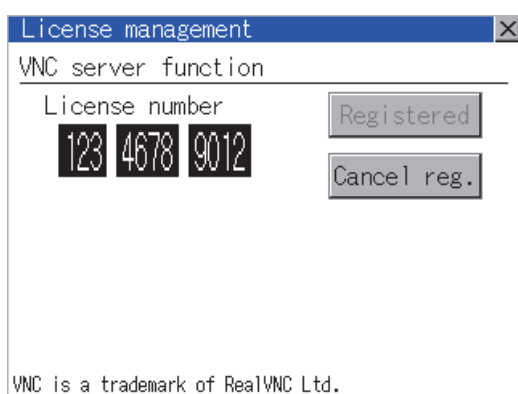 License management
VNC server function
License number
Registered
123 4678 9012
Cancel reg.
VNC is a trademark of RealVNC Ltd.